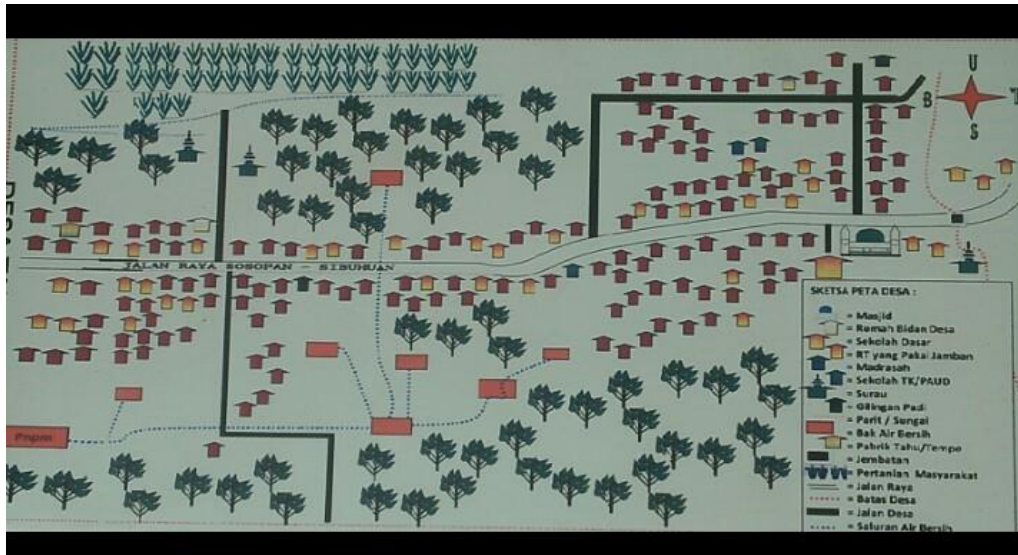 U
B T
S
DESA
JALAN RAYA SOSOPAN - SIBUHUAN
Pnpm
SKETSA PETA DESA :
= Masjid
= Rumah Bidan Desa
= Sekolah Dasar
= RT yang Pakai Jamban
= Madrasah
= Sekolah TK/PAUD
= Surau
= Gilingan Padi
= Parit / Sungai
= Bak Air Bersih
= Pabrik Tahu/Tempe
= Jembatan
= Pertanian Masyarakat
= Jalan Raya
= Batas Desa
= Jalan Desa
= Saluran Air Bersih